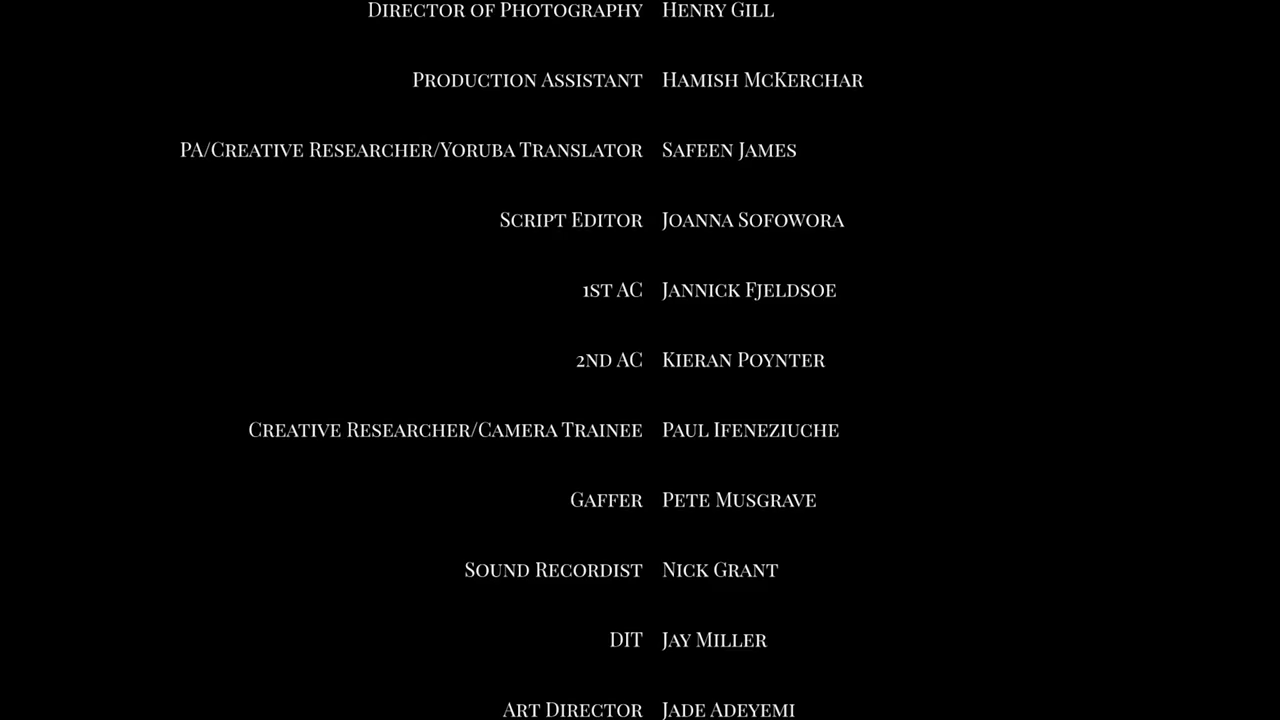 Director of Photography Henry Gill
Production Assistant Hamish McKerchar
PA/Creative Researcher/Yoruba Translator Safeen James
Script Editor Joanna Sofowora
1st AC Jannick Fjeldsoe
2nd AC Kieran Poynter
Creative Researcher/Camera Trainee Paul Ifeneziuche
Gaffer Pete Musgrave
Sound Recordist Nick Grant
DIT Jay Miller
Art Director Jade Adeyemi